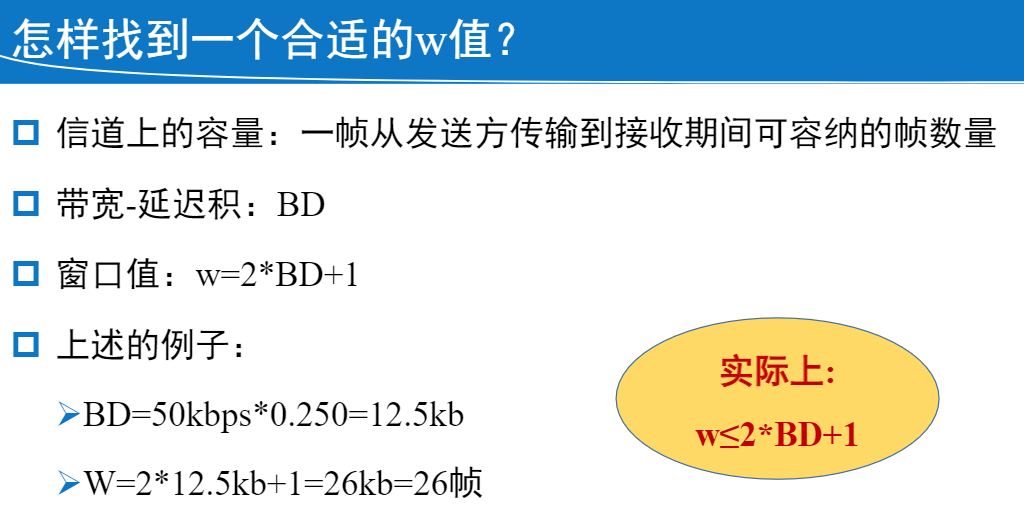 怎样找到一个合适的w值？
信道上的容量：一帧从发送方传输到接收期间可容纳的帧数量
带宽-延迟积：BD
窗口值：w=2*BD+1
上述的例子：
BD=50kbps*0.250=12.5kb
W=2*12.5kb+1=26kb=26帧
实际上:
w≤2*BD+1